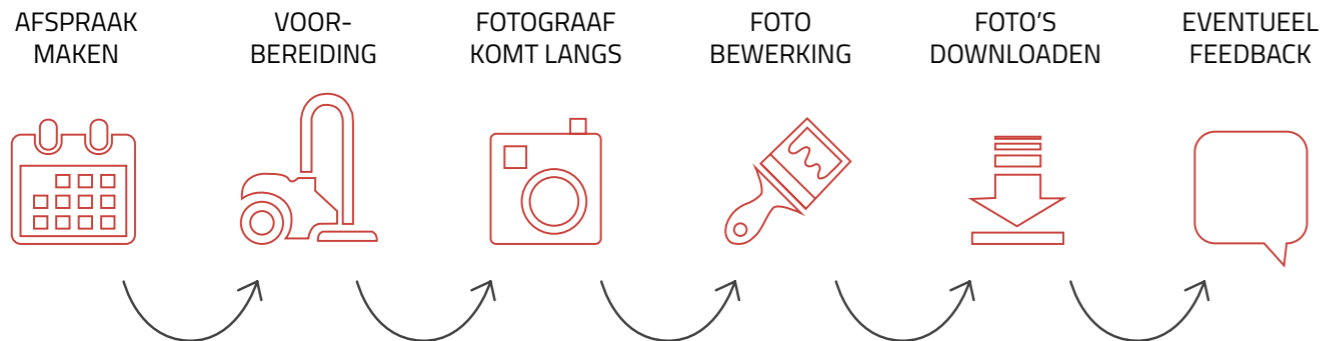 AFSPRAAK
MAKEN
VOOR-
BEREIDING
FOTOGRAAF
KOMT LANGS
FOTO
BEWERKING
FOTO'S
DOWNLOADEN
EVENTUEEL
FEEDBACK